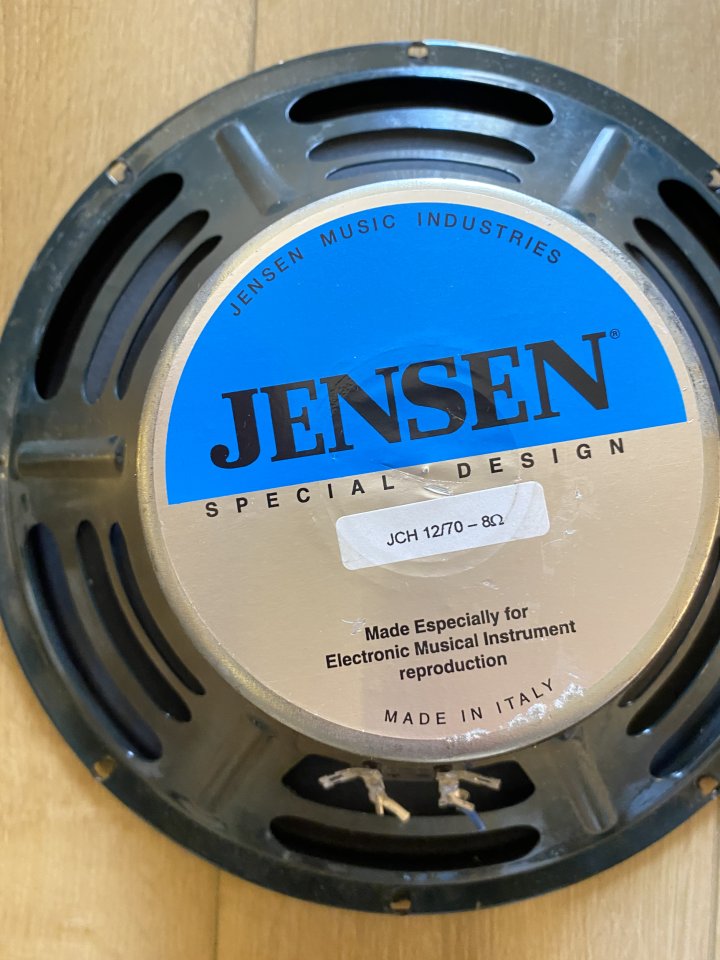 JENSEN MUSIC INDUSTRIES
JENSEN®
SPECIAL DESIGN
JCH 12/70 – 8Ω
Made Especially for
Electronic Musical Instrument
reproduction
MADE IN ITALY